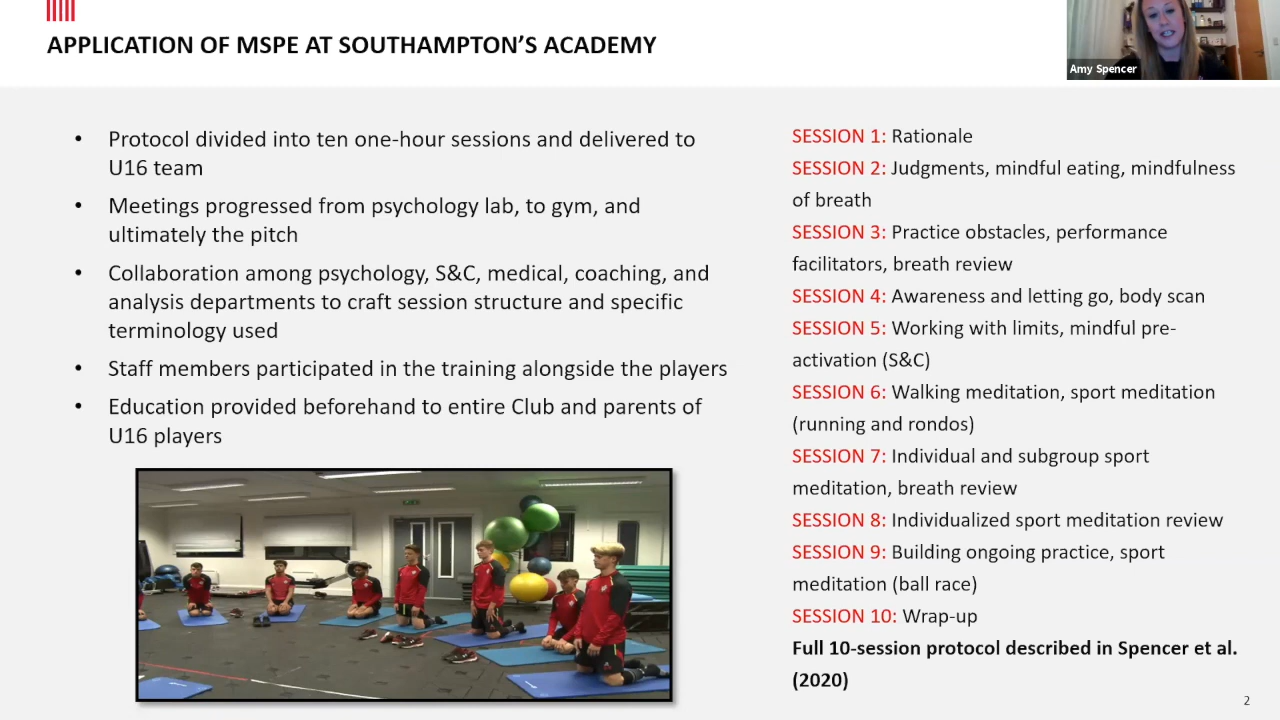 APPLICATION OF MSPE AT SOUTHAMPTON’S ACADEMY
Amy Spencer
• Protocol divided into ten one-hour sessions and delivered to
U16 team
• Meetings progressed from psychology lab, to gym, and
ultimately the pitch
• Collaboration among psychology, S&C, medical, coaching, and
analysis departments to craft session structure and specific
terminology used
• Staff members participated in the training alongside the players
• Education provided beforehand to entire Club and parents of
U16 players
SESSION 1: Rationale
SESSION 2: Judgments, mindful eating, mindfulness
of breath
SESSION 3: Practice obstacles, performance
facilitators, breath review
SESSION 4: Awareness and letting go, body scan
SESSION 5: Working with limits, mindful pre-
activation (S&C)
SESSION 6: Walking meditation, sport meditation
(running and rondos)
SESSION 7: Individual and subgroup sport
meditation, breath review
SESSION 8: Individualized sport meditation review
SESSION 9: Building ongoing practice, sport
meditation (ball race)
SESSION 10: Wrap-up
Full 10-session protocol described in Spencer et al.
(2020)
2